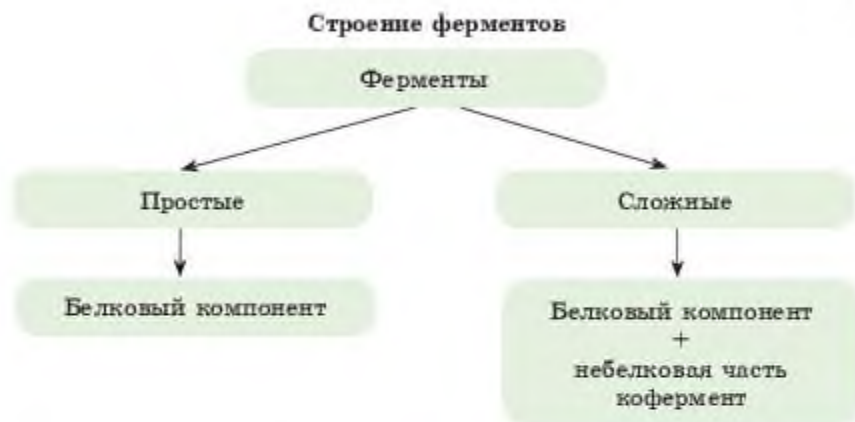 Строение ферментов
Ферменты
Простые
Сложные
Белковый компонент
Белковый компонент
+
небелковая часть
кофермент